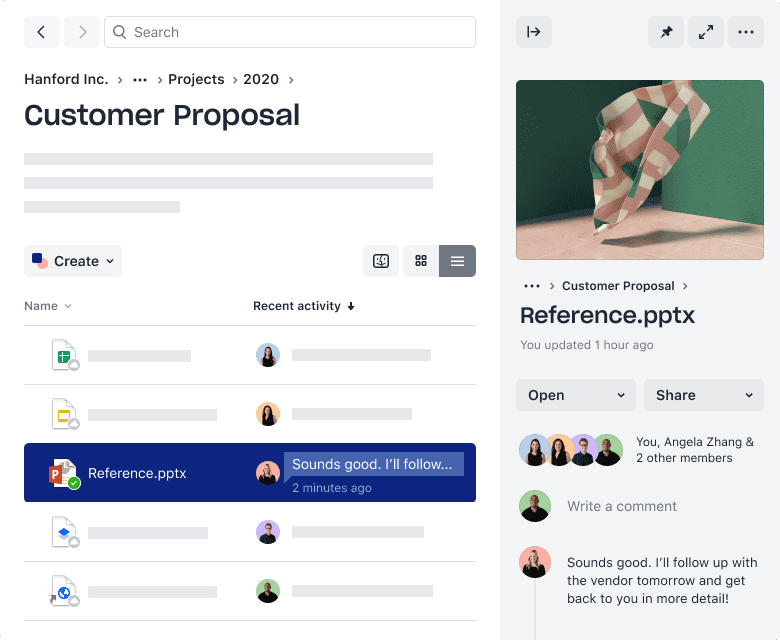 Search
Hanford Inc. > ··· > Projects > 2020 >
Customer Proposal
Create
Name
Recent activity
P
Reference.pptx
Sounds good. I’ll follow...
2 minutes ago
··· > Customer Proposal >
Reference.pptx
You updated 1 hour ago
Open
Share
You, Angela Zhang &
2 other members
Write a comment
Sounds good. I’ll follow up with
the vendor tomorrow and get
back to you in more detail!